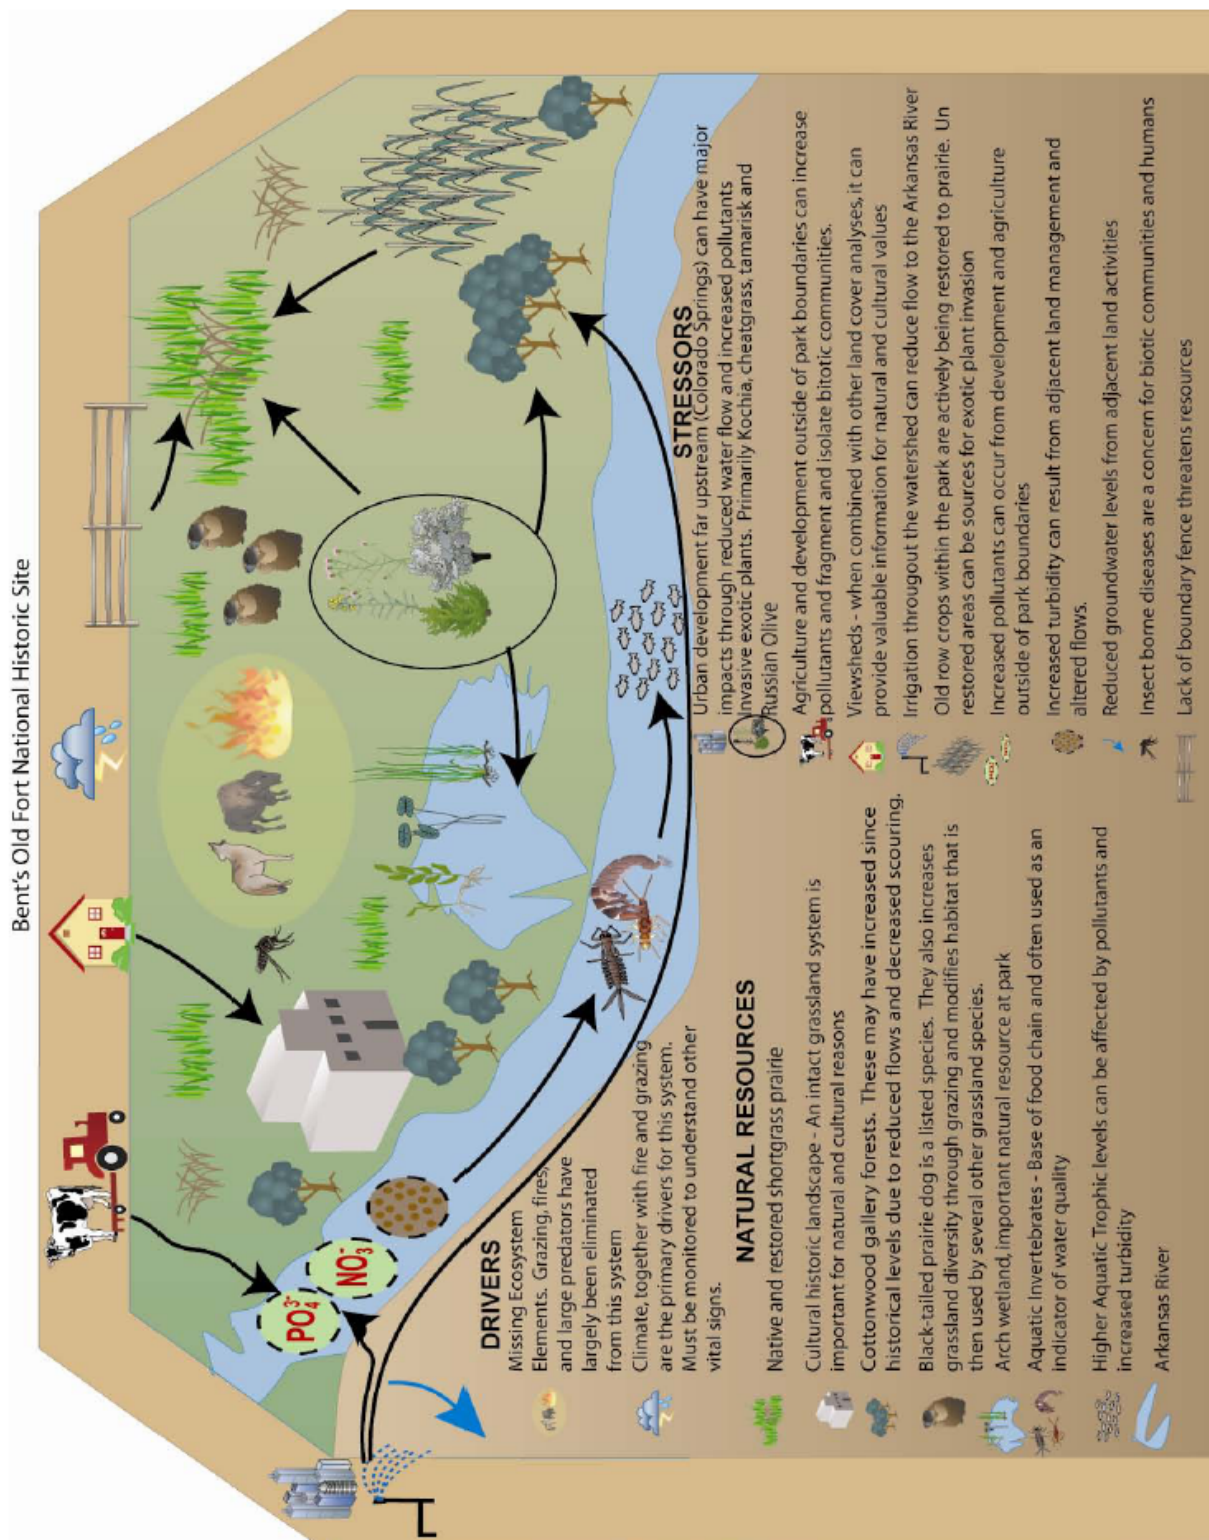 Bent's Old Fort National Historic Site
PO₄³⁻
NO₃⁻
DRIVERS
Missing Ecosystem
Elements. Grazing, fires,
and large predators have
largely been eliminated
from this system
Climate, together with fire and grazing
are the primary drivers for this system.
Must be monitored to understand other
vital signs.
NATURAL RESOURCES
Native and restored shortgrass prairie
Cultural historic landscape - An intact grassland system is
important for natural and cultural reasons
Cottonwood gallery forests. These may have increased since
historical levels due to reduced flows and decreased scouring.
Black-tailed prairie dog is a listed species. They also increases
grassland diversity through grazing and modifies habitat that is
then used by several other grassland species.
Arch wetland, important natural resource at park
Aquatic Invertebrates - Base of food chain and often used as an
indicator of water quality
Higher Aquatic Trophic levels can be affected by pollutants and
increased turbidity
Arkansas River
STRESSORS
Urban development far upstream (Colorado Springs) can have major
impacts through reduced water flow and increased pollutants
Invasive exotic plants. Primarily Kochia, cheatgrass, tamarisk and
Russian Olive
Agriculture and development outside of park boundaries can increase
pollutants and fragment and isolate bitotic communities.
Viewsheds - when combined with other land cover analyses, it can
provide valuable information for natural and cultural values
Irrigation througout the watershed can reduce flow to the Arkansas River
Old row crops within the park are actively being restored to prairie. Un
restored areas can be sources for exotic plant invasion
Increased pollutants can occur from development and agriculture
outside of park boundaries
Increased turbidity can result from adjacent land management and
altered flows.
Reduced groundwater levels from adjacent land activities
Insect borne diseases are a concern for biotic communities and humans
Lack of boundary fence threatens resources